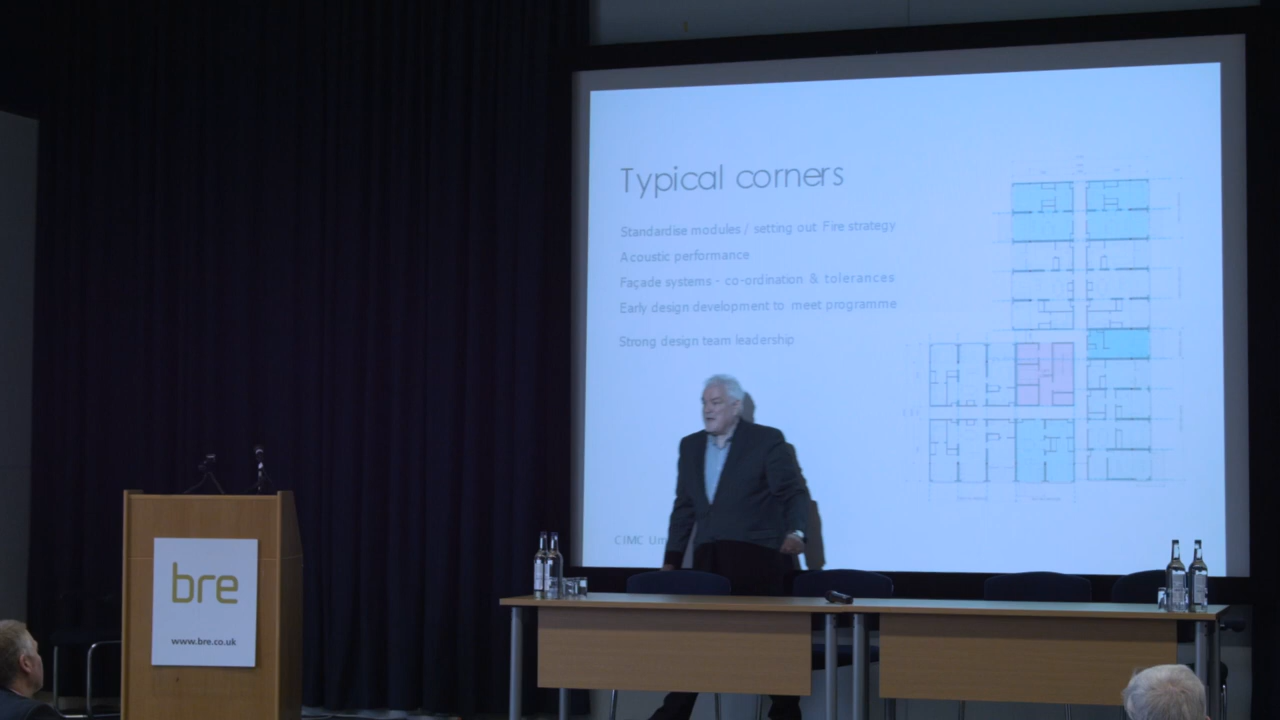 Typical corners
Standardise modules / setting out Fire strategy
Acoustic performance
Façade systems - co-ordination & tolerances
Early design development to meet programme
Strong design team leadership
CIMC
bre
www.bre.co.uk